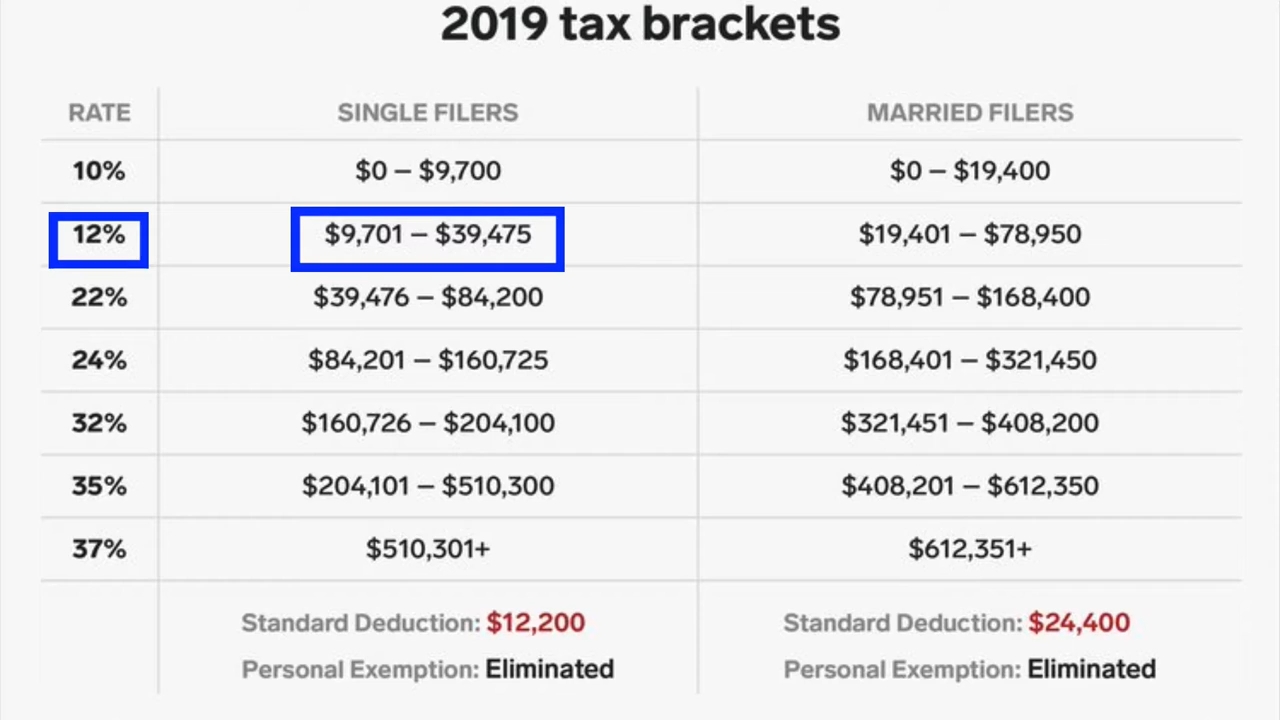 2019 tax brackets
RATE SINGLE FILERS MARRIED FILERS
10% $0 – $9,700 $0 – $19,400
12% $9,701 – $39,475 $19,401 – $78,950
22% $39,476 – $84,200 $78,951 – $168,400
24% $84,201 – $160,725 $168,401 – $321,450
32% $160,726 – $204,100 $321,451 – $408,200
35% $204,101 – $510,300 $408,201 – $612,350
37% $510,301+ $612,351+
Standard Deduction: $12,200 Standard Deduction: $24,400
Personal Exemption: Eliminated Personal Exemption: Eliminated